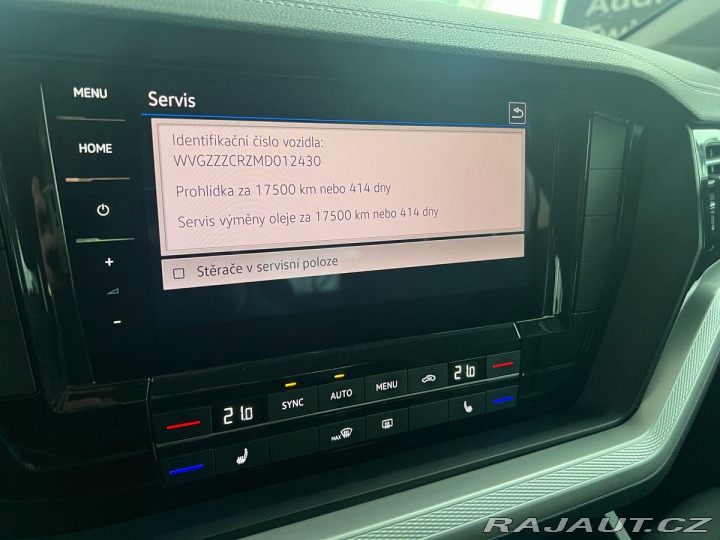 MENU
Servis
HOME
Identifikační číslo vozidla:
WVGZZZCRZMD012430
Prohlídka za 17500 km nebo 414 dny
Servis výměny oleje za 17500 km nebo 414 dny
+
-
Stěrače v servisní poloze
21.0
SYNC
AUTO
MENU
21.0
MAX
RAJAUT.CZ